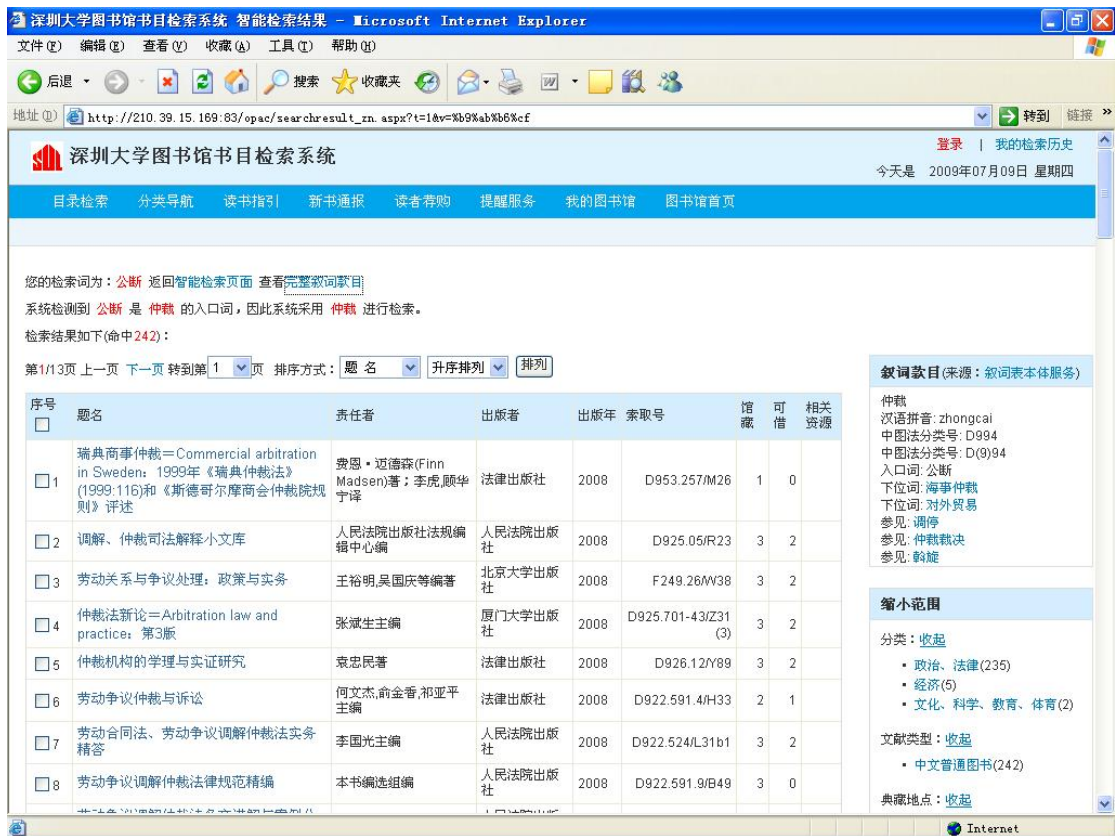 深圳大学图书馆书目检索系统 智能检索结果 - Microsoft Internet Explorer
文件(F) 编辑(E) 查看(V) 收藏(A) 工具(T) 帮助(H)
后退 搜索 收藏夹
地址(D) http://210.39.15.169:83/opac/searchresult_zn.aspx?t=1&v=%b9%ab%b6%cf 转到 链接 »
深圳大学图书馆书目检索系统
登录 | 我的检索历史
今天是 2009年07月09日 星期四
目录检索 分类导航 读书指引 新书通报 读者荐购 提醒服务 我的图书馆 图书馆首页
您的检索词为：公断 返回智能检索页面 查看完整叙词款目
系统检测到 公断 是 仲裁 的入口词，因此系统采用 仲裁 进行检索。
检索结果如下(命中242)：
第1/13页 上一页 下一页 转到第 1 页 排序方式： 题 名 升序排列 排列
序号 题名 责任者 出版者 出版年 索取号 馆藏 可借 相关资源
1 瑞典商事仲裁＝Commercial arbitration in Sweden：1999年《瑞典仲裁法》(1999:116)和《斯德哥尔摩商会仲裁院规则》评述 费恩·迈德森(Finn Madsen)著；李虎,顾华宁译 法律出版社 2008 D953.257/M26 1 0
2 调解、仲裁司法解释小文库 人民法院出版社法规编辑中心编 人民法院出版社 2008 D925.05/R23 3 2
3 劳动关系与争议处理：政策与实务 王裕明,吴国庆等编著 北京大学出版社 2008 F249.26/W38 3 2
4 仲裁法新论＝Arbitration law and practice：第3版 张斌生主编 厦门大学出版社 2008 D925.701-43/Z31(3) 3 2
5 仲裁机构的学理与实证研究 袁忠民著 法律出版社 2008 D926.12/Y89 3 2
6 劳动争议仲裁与诉讼 何文杰,俞金香,祁亚平主编 法律出版社 2008 D922.591.4/H33 2 1
7 劳动合同法、劳动争议调解仲裁法实务精答 李国光主编 人民法院出版社 2008 D922.524/L31b1 3 2
8 劳动争议调解仲裁法律规范精编 本书编选组编 人民法院出版社 2008 D922.591.9/B49 3 0
叙词款目(来源：叙词表本体服务)
仲裁
汉语拼音: zhongcai
中图法分类号: D994
中图法分类号: D(9)94
入口词: 公断
下位词: 海事仲裁
下位词: 对外贸易
参见: 调停
参见: 仲裁裁决
参见: 斡旋
缩小范围
分类：收起
政治、法律(235)
经济(5)
文化、科学、教育、体育(2)
文献类型：收起
中文普通图书(242)
典藏地点：收起
Internet